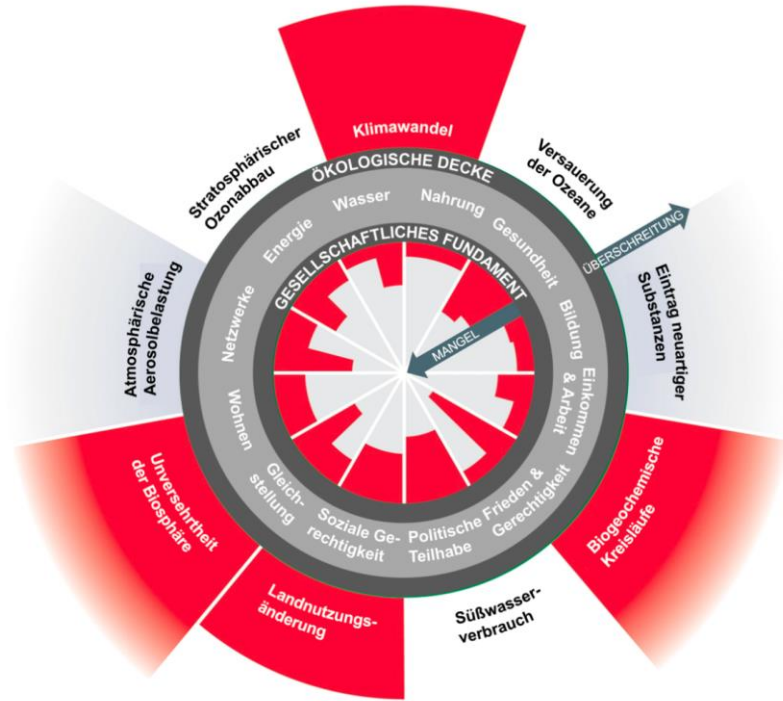 Klimawandel
ÖKOLOGISCHE DECKE
Versauerung
der Ozeane
ÜBERSCHREITUNG
Eintrag neuartiger
Substanzen
Biogeochemische
Kreisläufe
Süßwasser-
verbrauch
Landnutzungs-
änderung
Unversehrtheit
der Biosphäre
Atmosphärische
Aerosolbelastung
Stratosphärischer
Ozonabbau
Wasser
Nahrung
Gesundheit
Bildung
Einkommen
& Arbeit
Frieden &
Gerechtigkeit
Politische
Teilhabe
Soziale Ge-
rechtigkeit
Gleich-
stellung
Wohnen
Netzwerke
Energie
GESELLSCHAFTLICHES FUNDAMENT
MANGEL